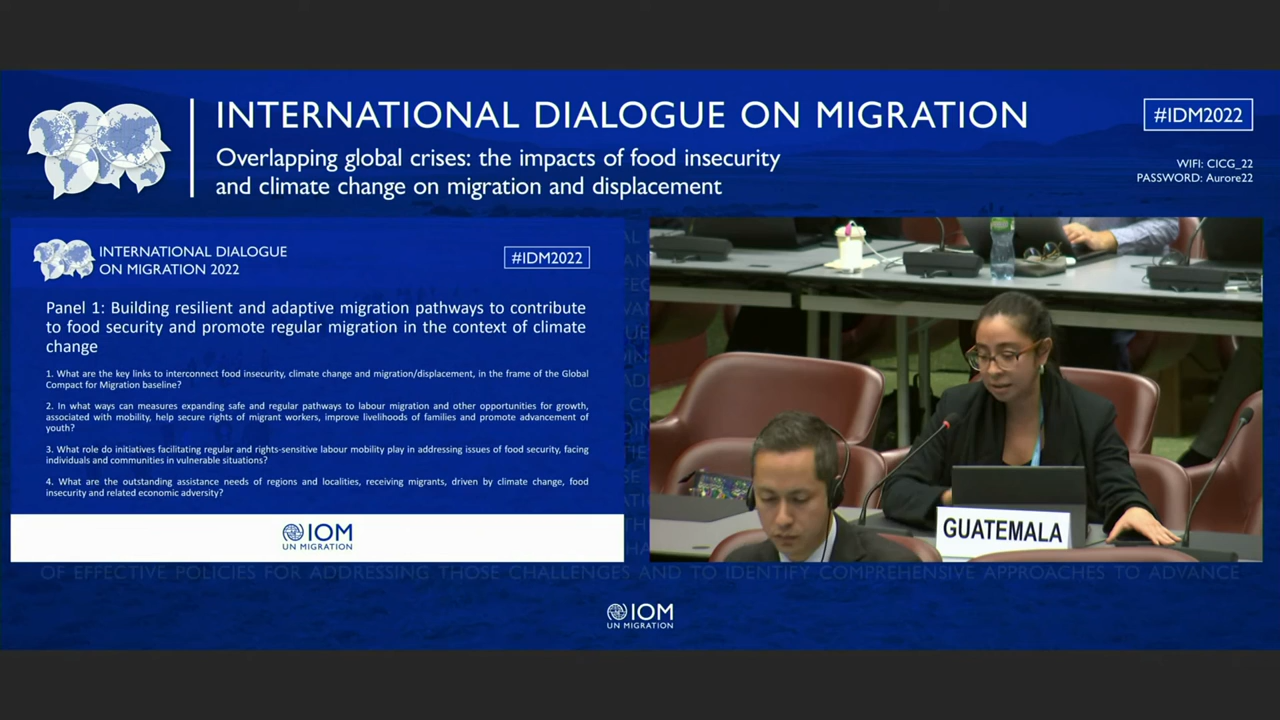 INTERNATIONAL DIALOGUE ON MIGRATION
Overlapping global crises: the impacts of food insecurity
and climate change on migration and displacement
#IDM2022
WIFI: CICG_22
PASSWORD: Aurore22
INTERNATIONAL DIALOGUE
ON MIGRATION 2022
#IDM2022
Panel 1: Building resilient and adaptive migration pathways to contribute
to food security and promote regular migration in the context of climate
change
1. What are the key links to interconnect food insecurity, climate change and migration/displacement, in the frame of the Global
Compact for Migration baseline?
2. In what ways can measures expanding safe and regular pathways to labour migration and other opportunities for growth,
associated with mobility, help secure rights of migrant workers, improve livelihoods of families and promote advancement of
youth?
3. What role do initiatives facilitating regular and rights-sensitive labour mobility play in addressing issues of food security, facing
individuals and communities in vulnerable situations?
4. What are the outstanding assistance needs of regions and localities, receiving migrants, driven by climate change, food
insecurity and related economic adversity?
IOM
UN MIGRATION
GUATEMALA
OF EFFECTIVE POLICIES FOR ADDRESSING THOSE CHALLENGES AND TO IDENTIFY COMPREHENSIVE APPROACHES TO ADVANCE
IOM
UN MIGRATION